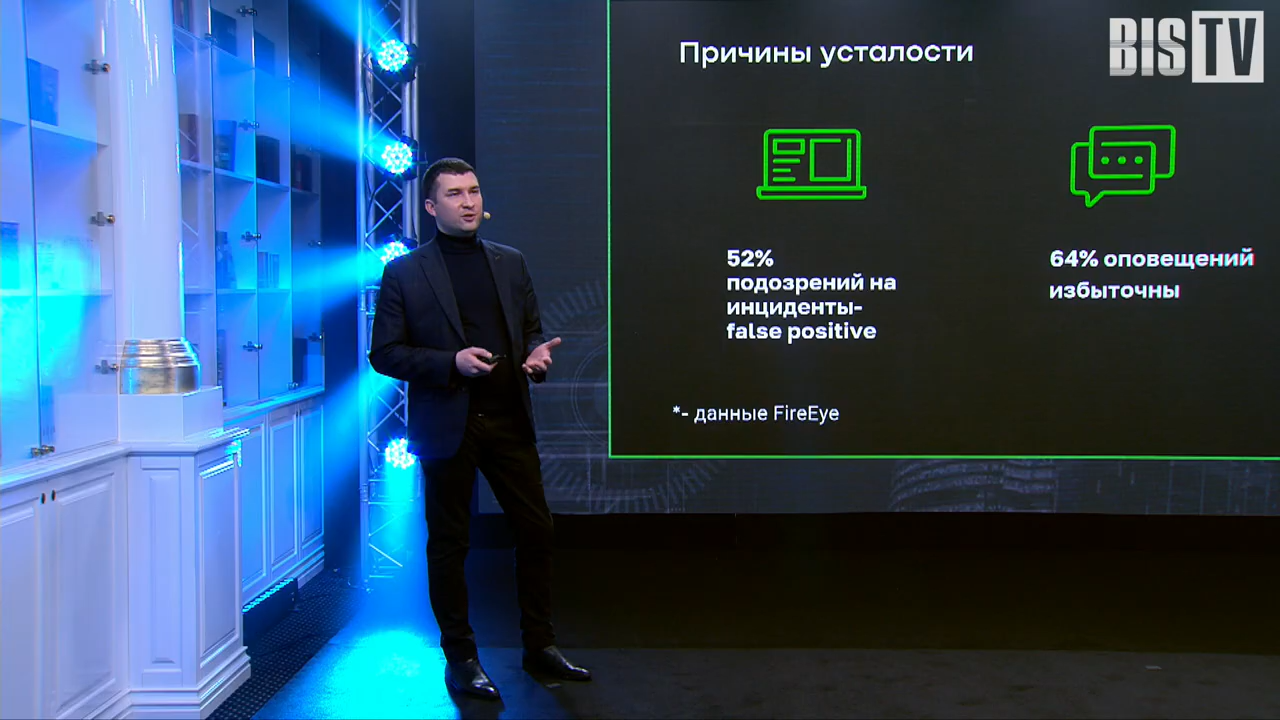 Причины усталости
BIS TV
52%
подозрений на
инциденты-
false positive
64% оповещений
избыточны
*- данные FireEye